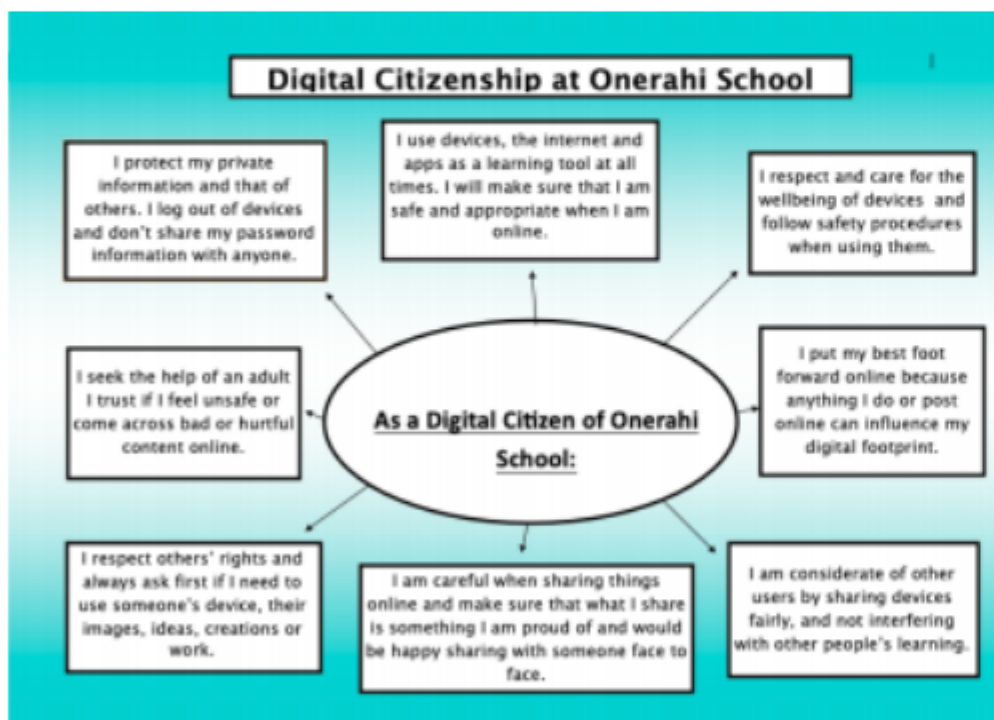 Digital Citizenship at Onerahi School
I protect my private
information and that of
others. I log out of devices
and don't share my password
information with anyone.
I use devices, the internet and
apps as a learning tool at all
times. I will make sure that I am
safe and appropriate when I am
online.
I respect and care for the
wellbeing of devices and
follow safety procedures
when using them.
I seek the help of an adult
I trust if I feel unsafe or
come across bad or hurtful
content online.
As a Digital Citizen of Onerahi
School:
I put my best foot
forward online because
anything I do or post
online can influence my
digital footprint.
I respect others' rights and
always ask first if I need to
use someone's device, their
images, ideas, creations or
work.
I am careful when sharing things
online and make sure that what I share
is something I am proud of and would
be happy sharing with someone face to
face.
I am considerate of other
users by sharing devices
fairly, and not interfering
with other people's learning.